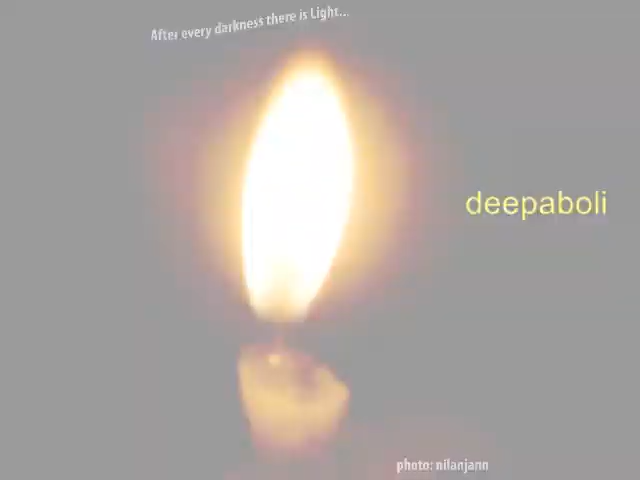 After every darkness there is Light...
deepaboli
photo: nilanjann